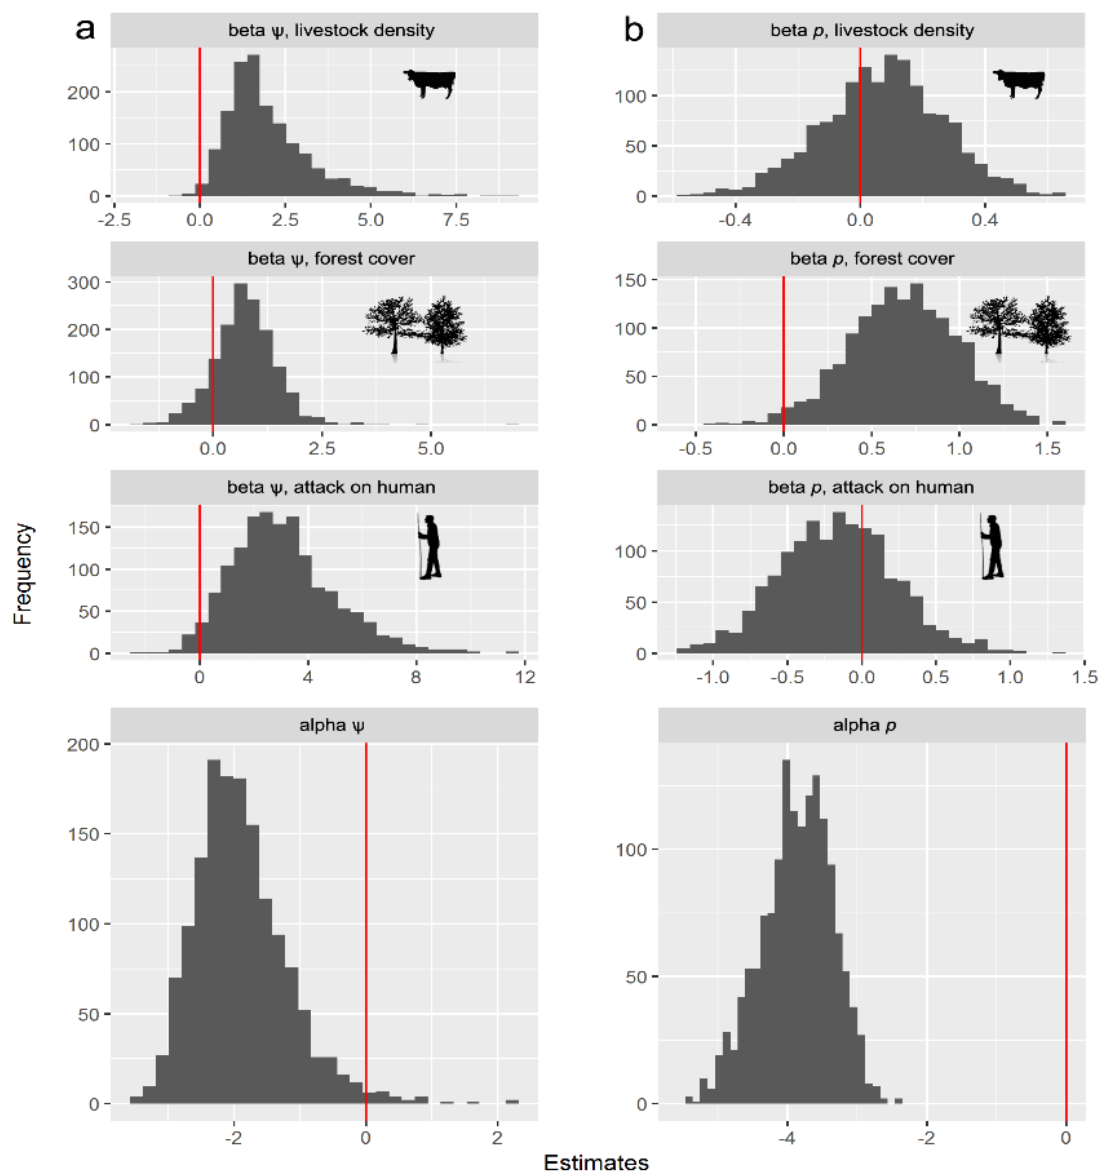 a
beta ψ, livestock density
200
100
0
-2.5 0.0 2.5 5.0 7.5
b
beta p, livestock density
100
50
0
-0.4 0.0 0.4
beta ψ, forest cover
300
200
100
0
0.0 2.5 5.0
beta p, forest cover
150
100
50
0
-0.5 0.0 0.5 1.0 1.5
beta ψ, attack on human
150
100
50
0
0 4 8 12
beta p, attack on human
100
50
0
-1.0 -0.5 0.0 0.5 1.0 1.5
Frequency
alpha ψ
200
150
100
50
0
-2 0 2
alpha p
100
50
0
-4 -2 0
Estimates